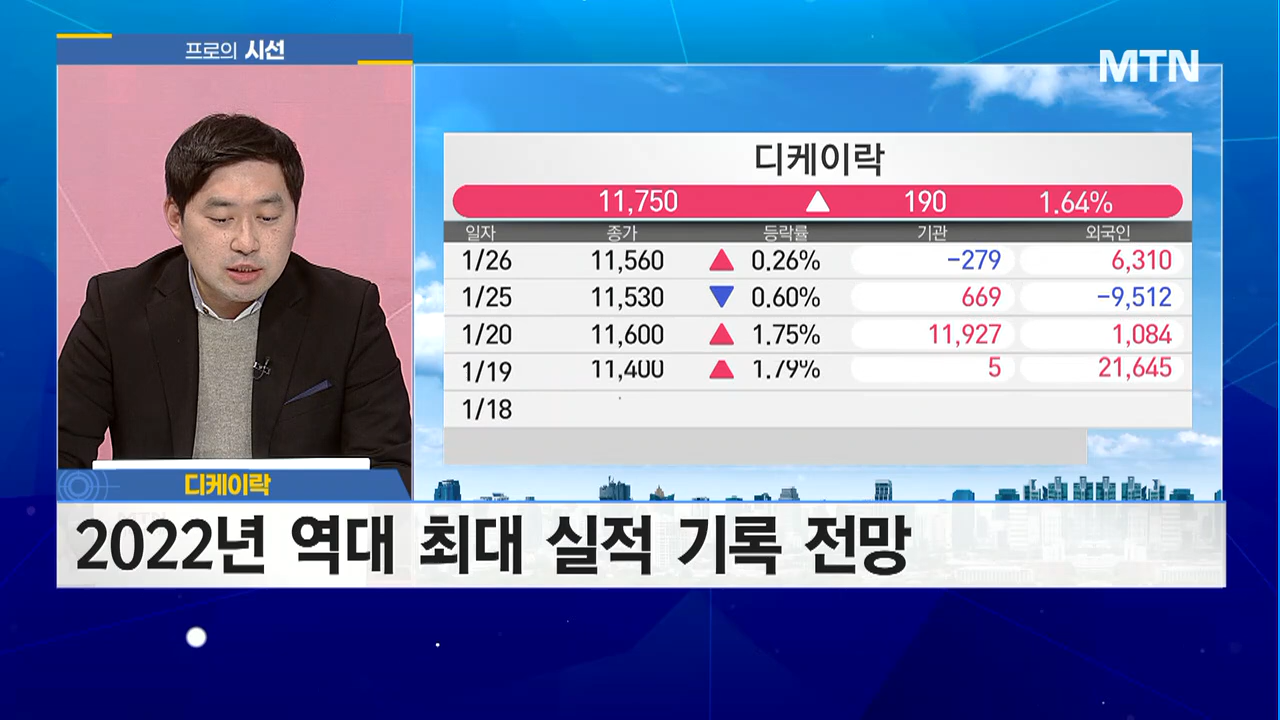 프로의 시선
MTN
디케이락
11,750 ▲ 190 1.64%
일자 종가 등락률 기관 외국인
1/26 11,560 ▲ 0.26% -279 6,310
1/25 11,530 ▼ 0.60% 669 -9,512
1/20 11,600 ▲ 1.75% 11,927 1,084
1/19 11,400 ▲ 1.79% 5 21,645
1/18
디케이락
2022년 역대 최대 실적 기록 전망